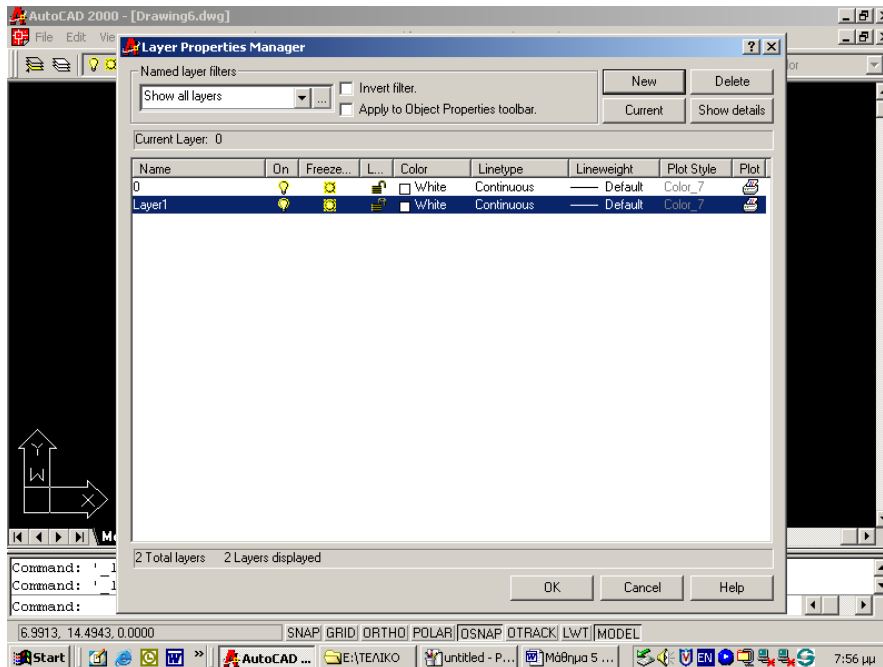 AutoCAD 2000 - [Drawing6.dwg]
File Edit Vie
Layer Properties Manager
Named layer filters
Show all layers
...
Invert filter.
Apply to Object Properties toolbar.
New
Delete
Current
Show details
lor
Current Layer: 0
Name On Freeze... L... Color Linetype Lineweight Plot Style Plot
0 White Continuous Default Color_7
Layer1 White Continuous Default Color_7
Y
W
X
2 Total layers 2 Layers displayed
OK Cancel Help
Command: '_l
Command: '_l
Command:
6.9913, 14.4943, 0.0000 SNAP GRID ORTHO POLAR OSNAP OTRACK LWT MODEL
Start » AutoCAD ... E:\ΤΕΛΙΚΟ untitled - P... Μάθημα 5 ... EN 7:56 μμ